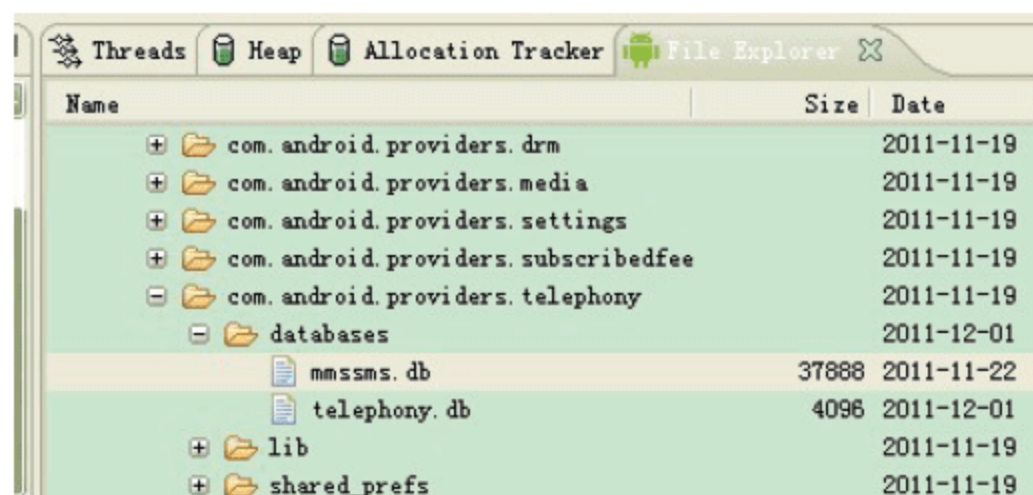 Threads Heap Allocation Tracker File Explorer
Name Size Date
com.android.providers.drm 2011-11-19
com.android.providers.media 2011-11-19
com.android.providers.settings 2011-11-19
com.android.providers.subscribedfee 2011-11-19
com.android.providers.telephony 2011-11-19
databases 2011-12-01
mmssms.db 37888 2011-11-22
telephony.db 4096 2011-12-01
lib 2011-11-19
shared_prefs 2011-11-19